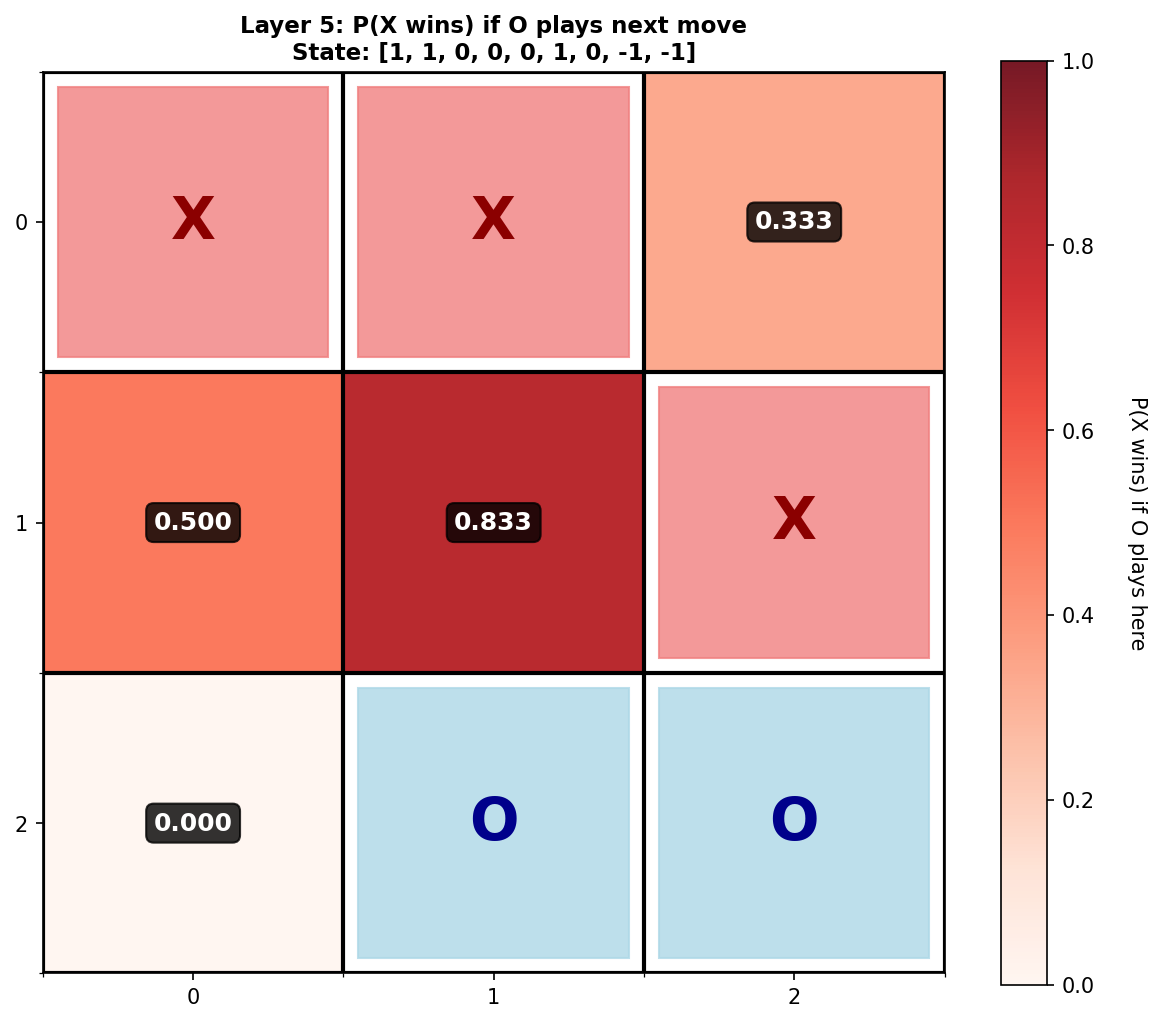 Layer 5: P(X wins) if O plays next move
State: [1, 1, 0, 0, 0, 1, 0, -1, -1]
0
X
X
0.333
1
0.500
0.833
X
2
0.000
O
O
0
1
2
1.0
0.8
0.6
0.4
0.2
0.0
P(X wins) if O plays here